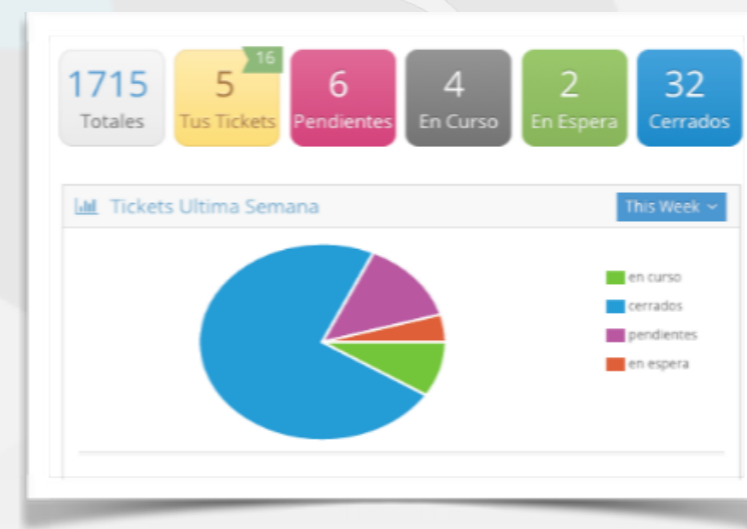 16
1715 5 6 4 2 32
Totales Tus Tickets Pendientes En Curso En Espera Cerrados
Tickets Ultima Semana This Week
en curso
cerrados
pendientes
en espera